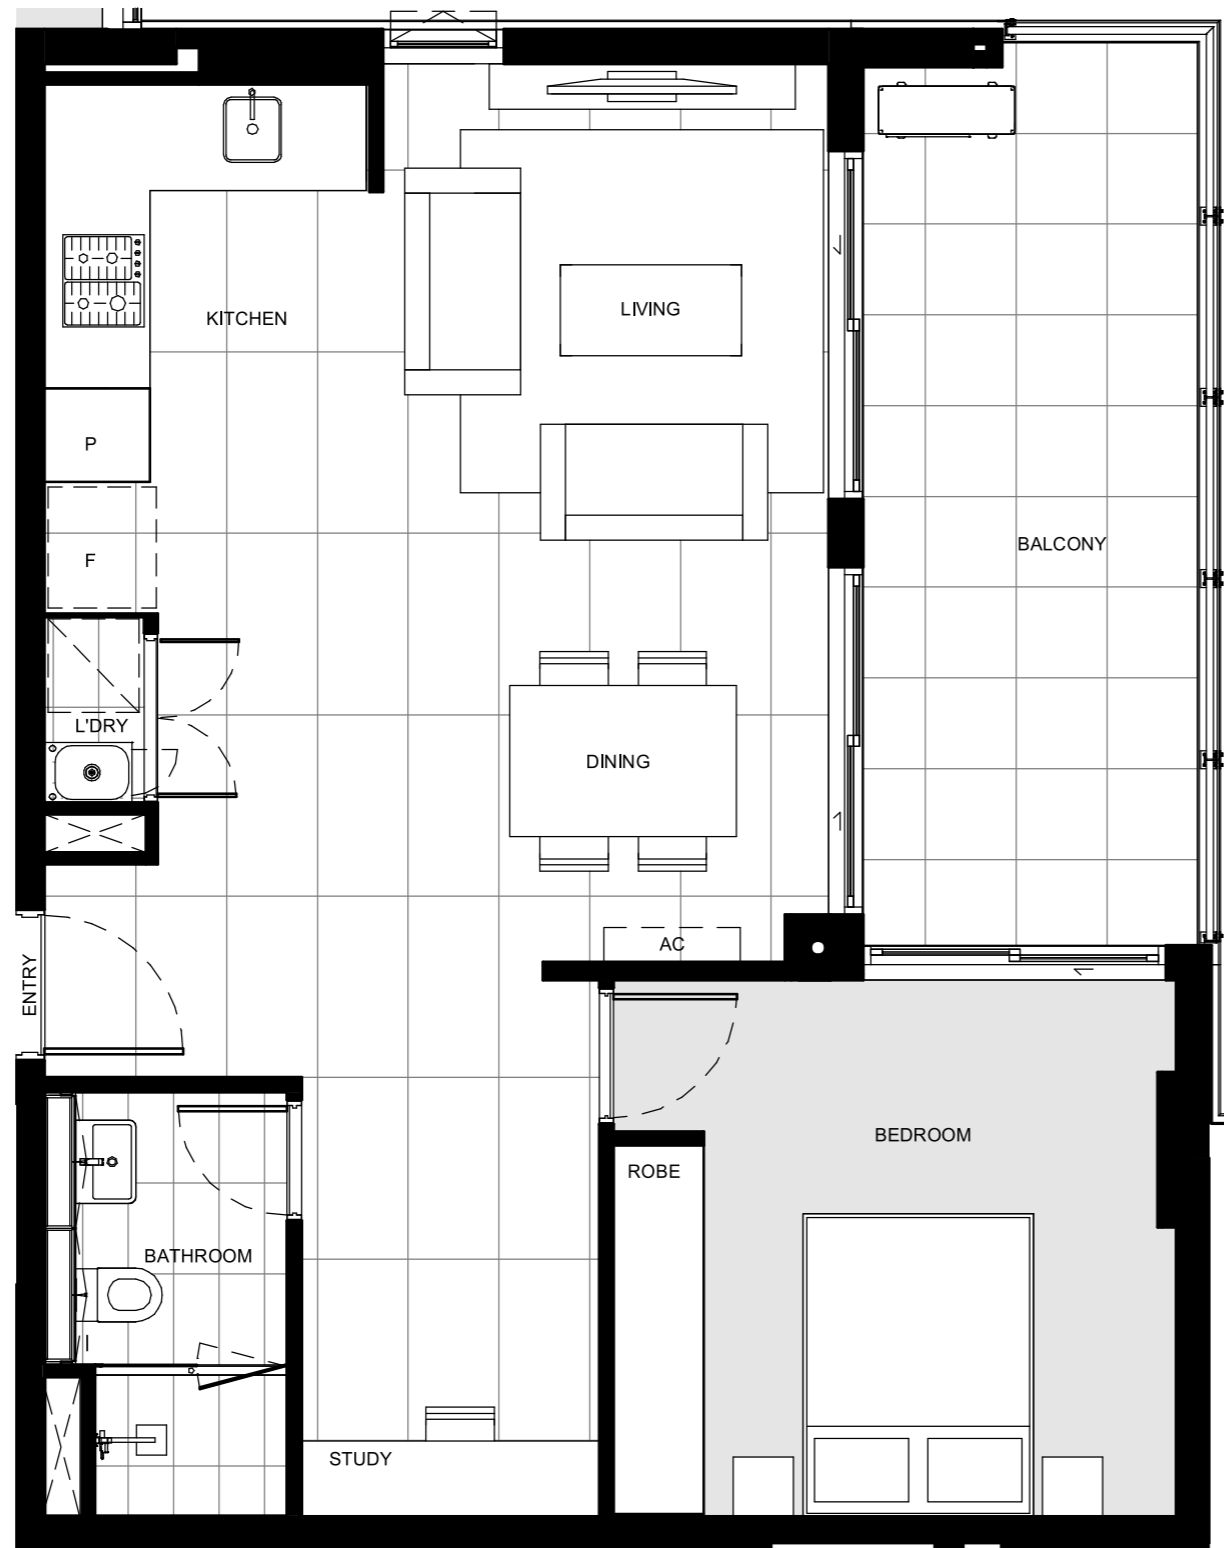 LIVING
KITCHEN
P
BALCONY
F
L'DRY
DINING
AC
ENTRY
BEDROOM
ROBE
BATHROOM
STUDY